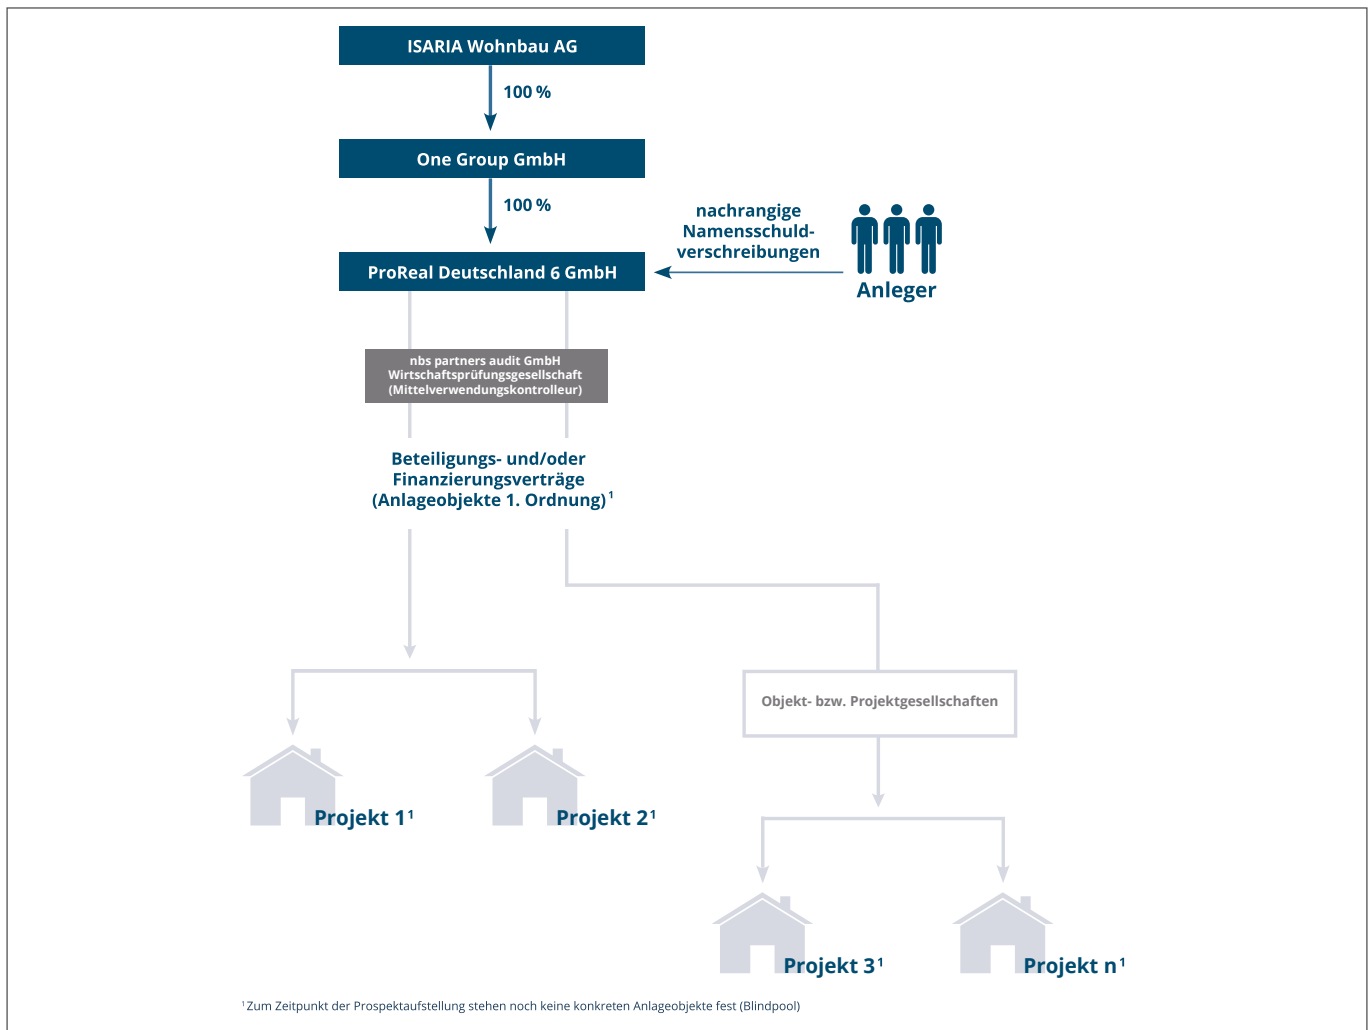 ISARIA Wohnbau AG
100 %
One Group GmbH
100 %
nachrangige
Namensschuld-
verschreibungen
Anleger
ProReal Deutschland 6 GmbH
nbs partners audit GmbH
Wirtschaftsprüfungsgesellschaft
(Mittelverwendungskontrolleur)
Beteiligungs- und/oder
Finanzierungsverträge
(Anlageobjekte 1. Ordnung) ¹
Objekt- bzw. Projektgesellschaften
Projekt 1 ¹
Projekt 2 ¹
Projekt 3 ¹
Projekt n ¹
¹ Zum Zeitpunkt der Prospektaufstellung stehen noch keine konkreten Anlageobjekte fest (Blindpool)